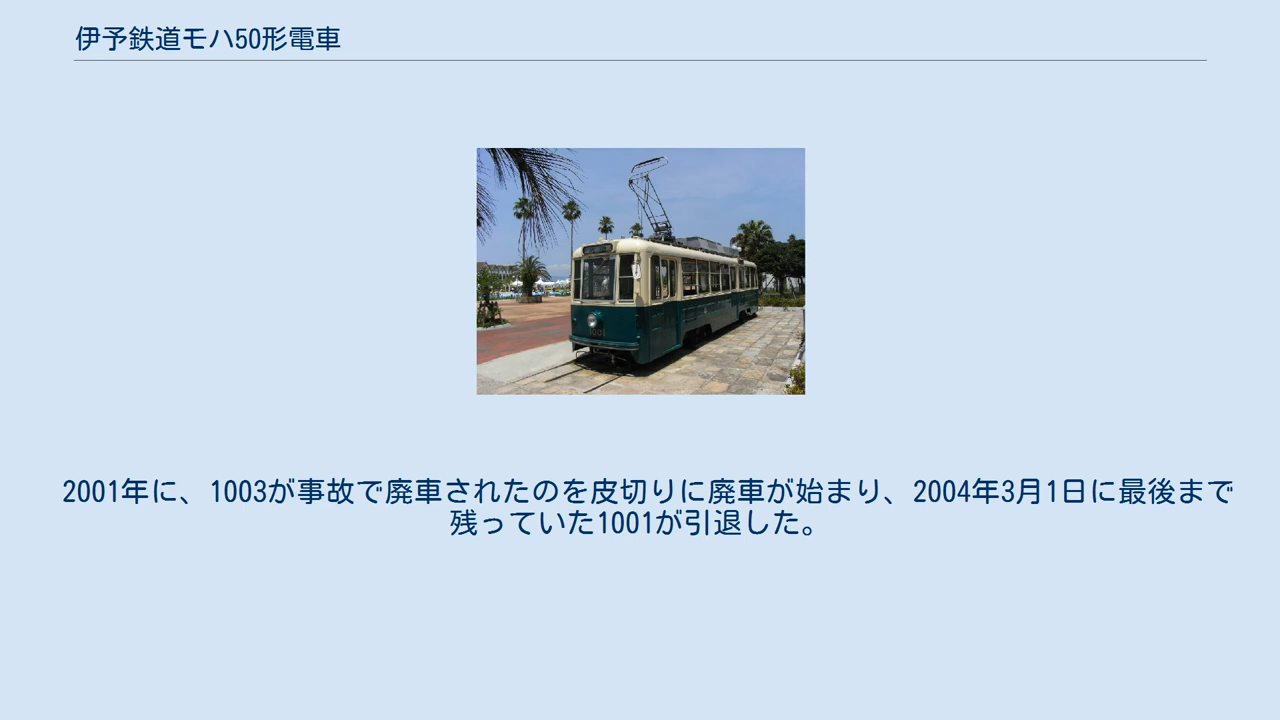 伊予鉄道モハ50形電車
1001
2001年に、1003が事故で廃車されたのを皮切りに廃車が始まり、2004年3月1日に最後まで
残っていた1001が引退した。